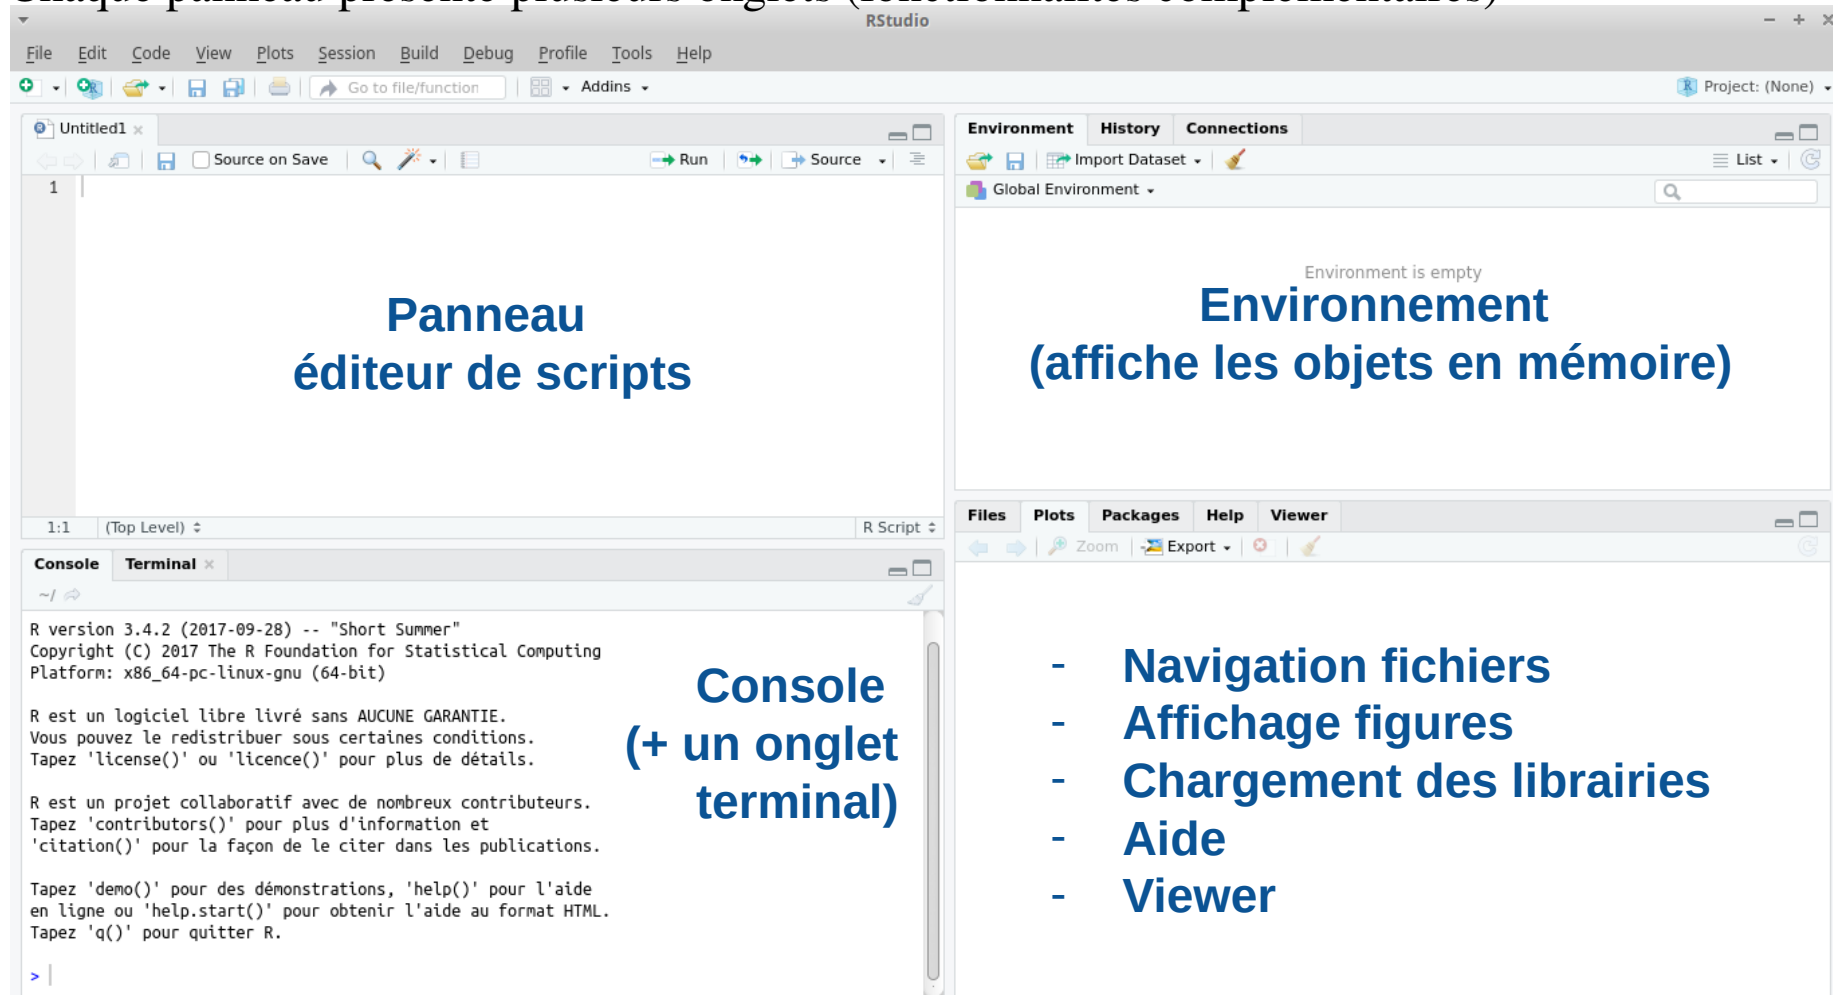 Chaque panneau présente plusieurs onglets (fonctionnalités complémentaires)
RStudio
File Edit Code View Plots Session Build Debug Profile Tools Help
Go to file/function Addins Project: (None)
Untitled1
Source on Save Run Source
1
Panneau
éditeur de scripts
1:1 (Top Level) R Script
Environment History Connections
Import Dataset List
Global Environment
Environment is empty
Environnement
(affiche les objets en mémoire)
Console Terminal
~/
R version 3.4.2 (2017-09-28) -- "Short Summer"
Copyright (C) 2017 The R Foundation for Statistical Computing
Platform: x86_64-pc-linux-gnu (64-bit)
R est un logiciel libre livré sans AUCUNE GARANTIE.
Vous pouvez le redistribuer sous certaines conditions.
Tapez 'license()' ou 'licence()' pour plus de détails.
R est un projet collaboratif avec de nombreux contributeurs.
Tapez 'contributors()' pour plus d'information et
'citation()' pour la façon de le citer dans les publications.
Tapez 'demo()' pour des démonstrations, 'help()' pour l'aide
en ligne ou 'help.start()' pour obtenir l'aide au format HTML.
Tapez 'q()' pour quitter R.
>
Console
(+ un onglet
terminal)
Files Plots Packages Help Viewer
Zoom Export
- Navigation fichiers
- Affichage figures
- Chargement des librairies
- Aide
- Viewer